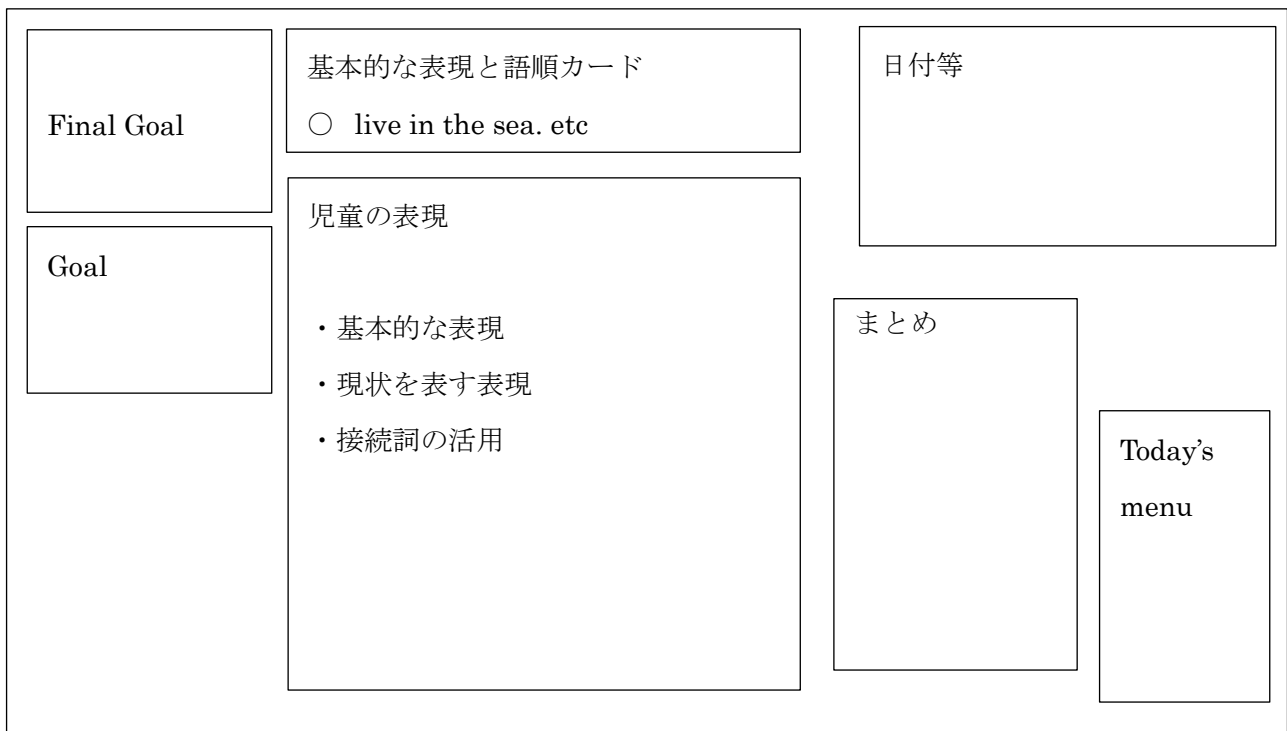 Final Goal
Goal
基本的な表現と語順カード
○ live in the sea. etc
児童の表現
・基本的な表現
・現状を表す表現
・接続詞の活用
日付等
まとめ
Today’s
menu